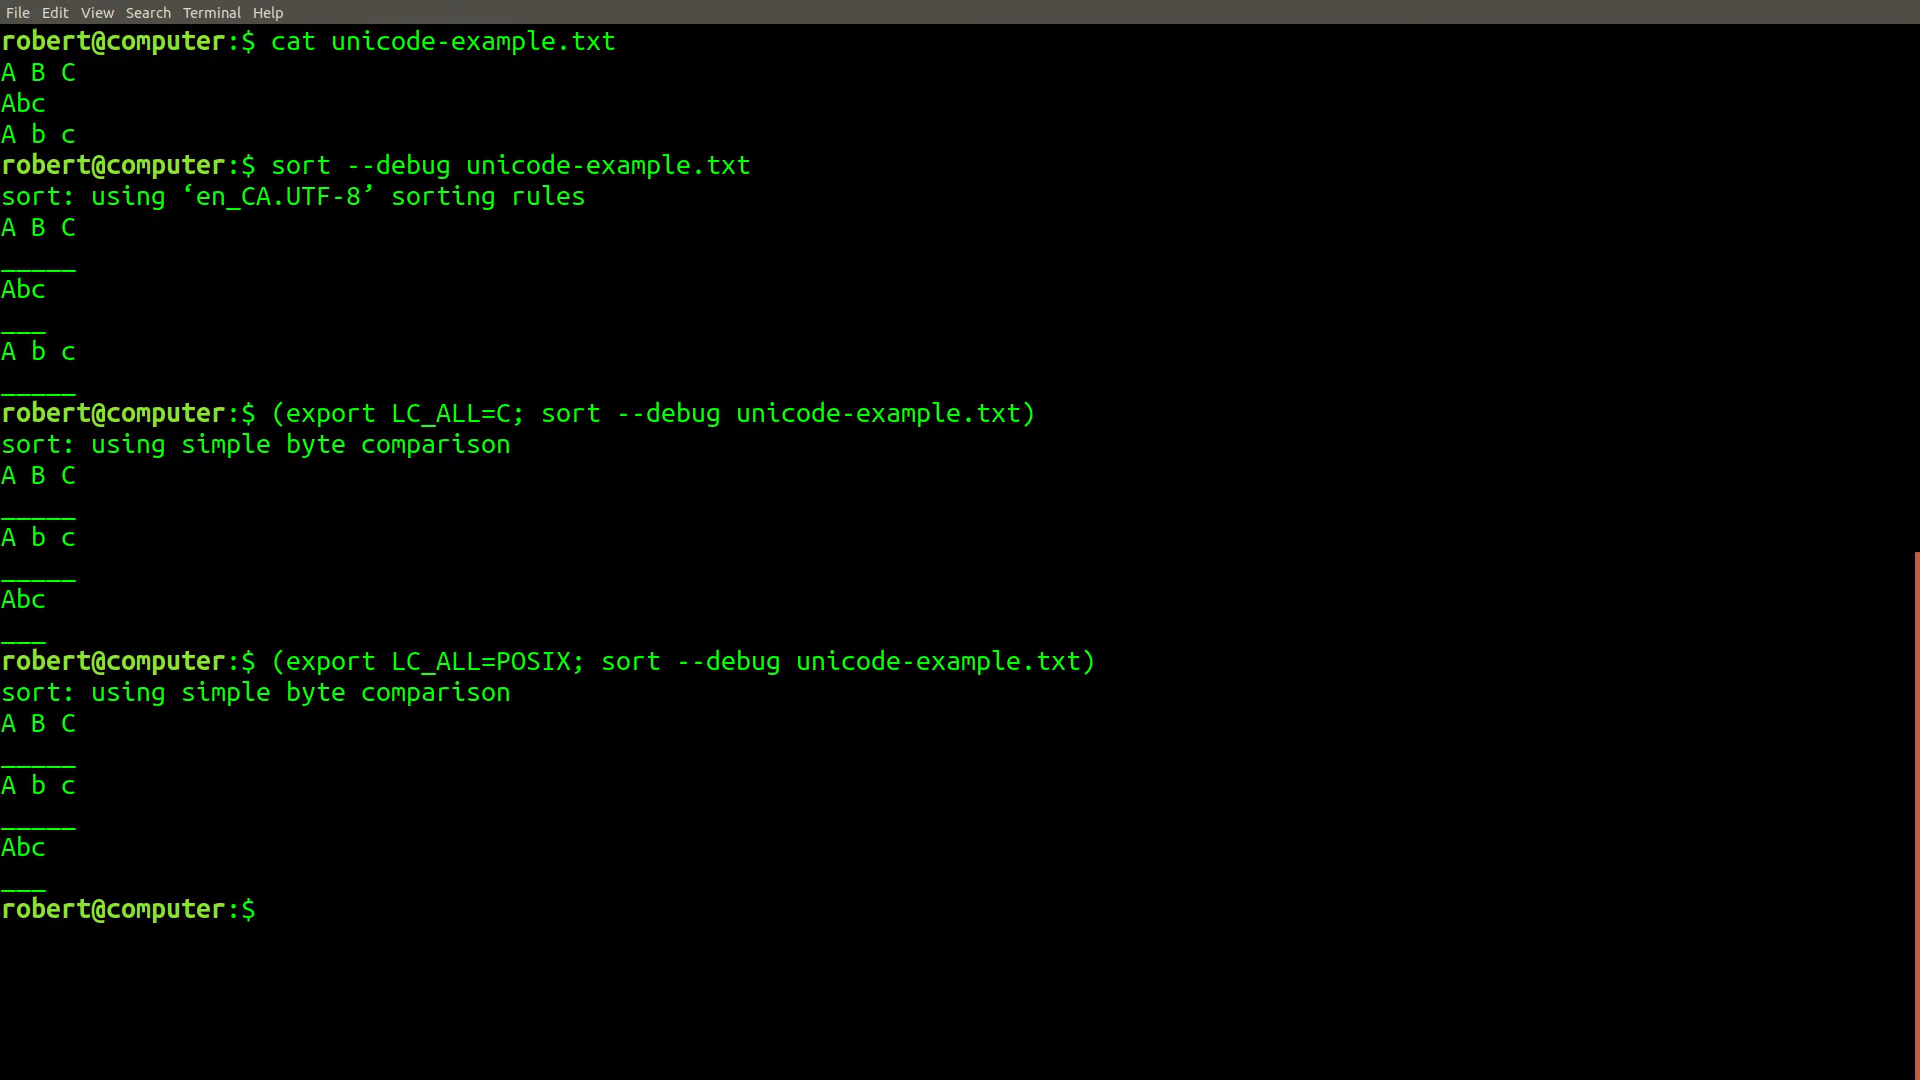 File Edit View Search Terminal Help
robert@computer:$ cat unicode-example.txt
A B C
Abc
A b c
robert@computer:$ sort --debug unicode-example.txt
sort: using ‘en_CA.UTF-8’ sorting rules
A B C
_____
Abc
___
A b c
_____
robert@computer:$ (export LC_ALL=C; sort --debug unicode-example.txt)
sort: using simple byte comparison
A B C
_____
A b c
_____
Abc
___
robert@computer:$ (export LC_ALL=POSIX; sort --debug unicode-example.txt)
sort: using simple byte comparison
A B C
_____
A b c
_____
Abc
___
robert@computer:$